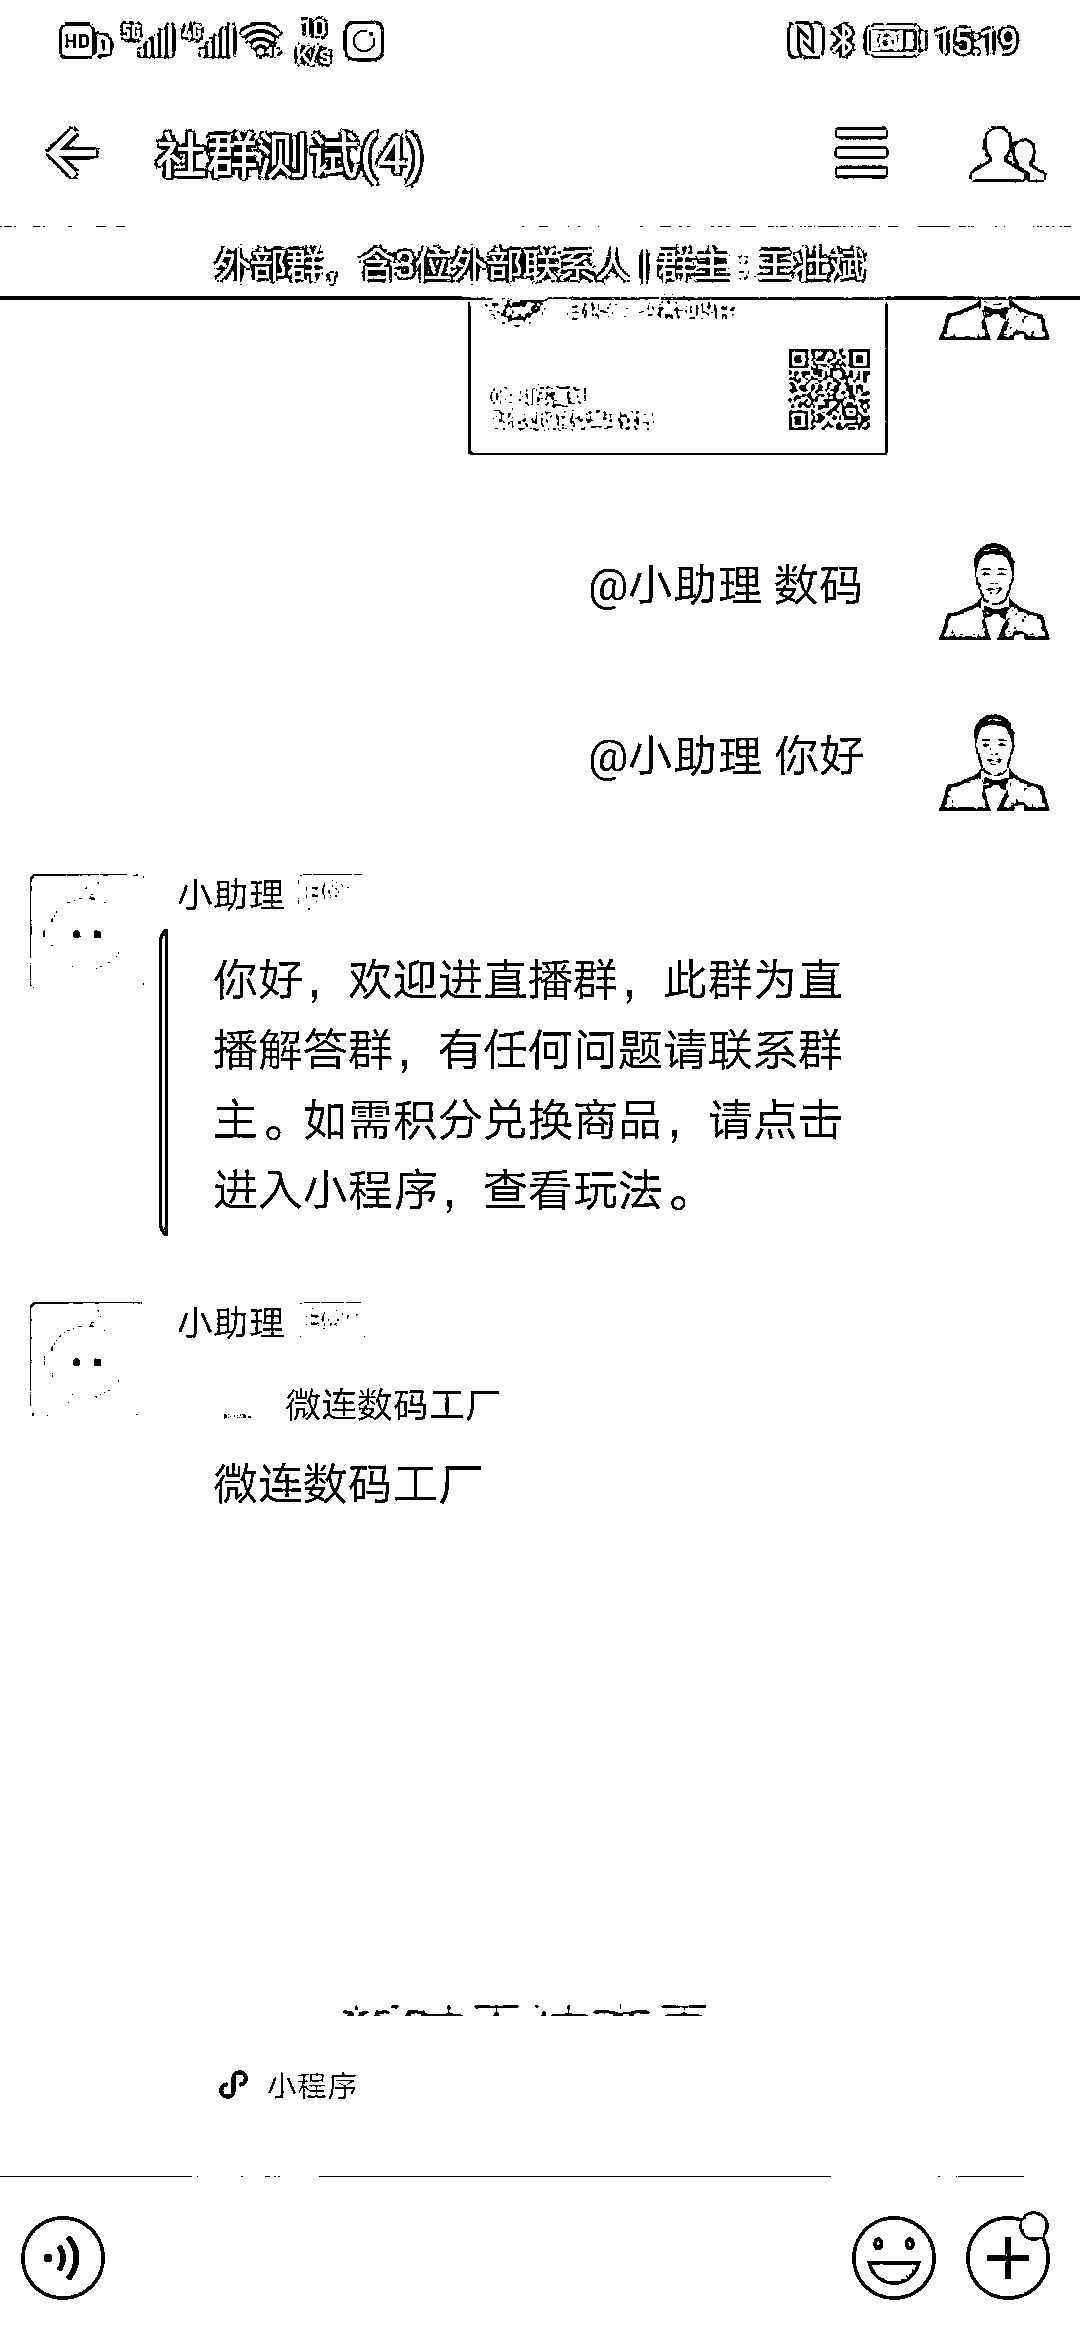 HD 5G 4G 10 K/s 15:19
社群测试(4)
外部群，含3位外部联系人 | 群主：王壮斌
@小助理 数码
@小助理 你好
小助理
你好，欢迎进直播群，此群为直
播解答群，有任何问题请联系群
主。如需积分兑换商品，请点击
进入小程序，查看玩法。
小助理
微连数码工厂
微连数码工厂
小程序